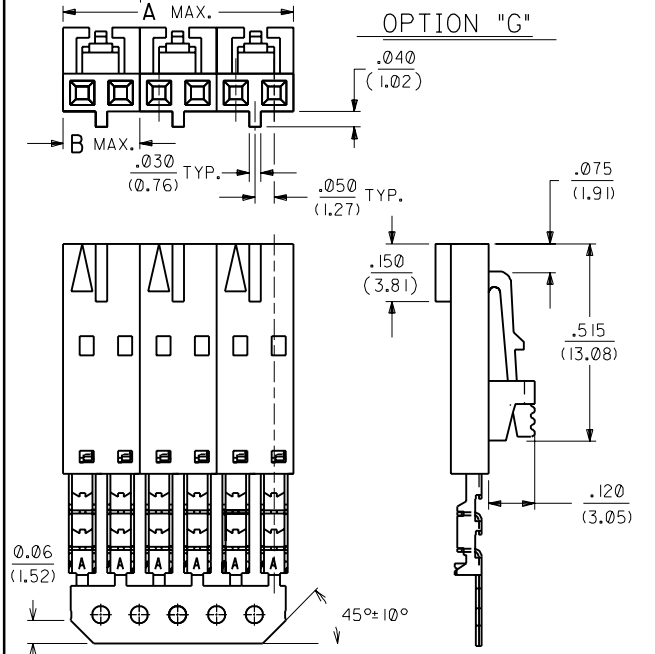 A MAX.
OPTION "G"
.040
(1.02)
B MAX.
.030
(0.76)
TYP.
.050
(1.27)
TYP.
.075
(1.91)
.150
(3.81)
.515
(13.08)
.120
(3.05)
0.06
(1.52)
A A A A A A
45°±10°